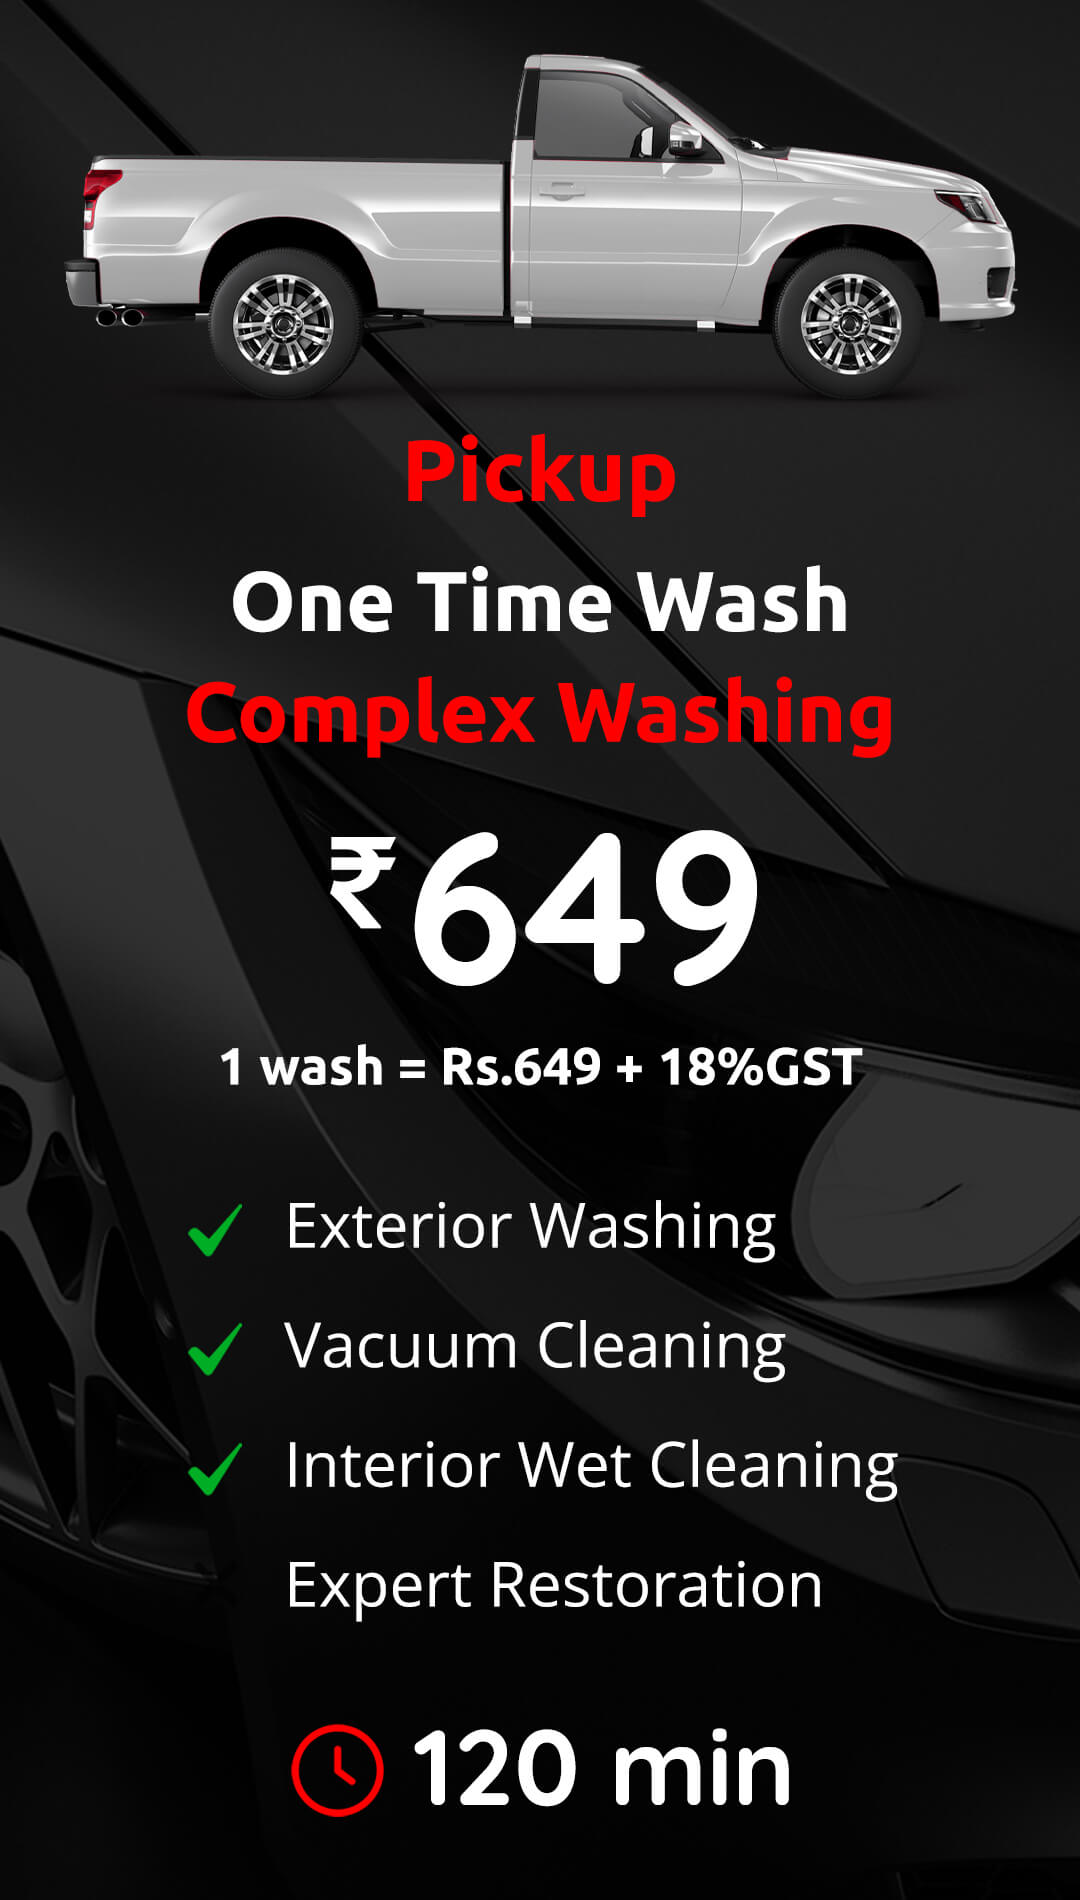 Pickup
One Time Wash
Complex Washing
₹649
1 wash = Rs.649 + 18%GST
Exterior Washing
Vacuum Cleaning
Interior Wet Cleaning
Expert Restoration
120 min